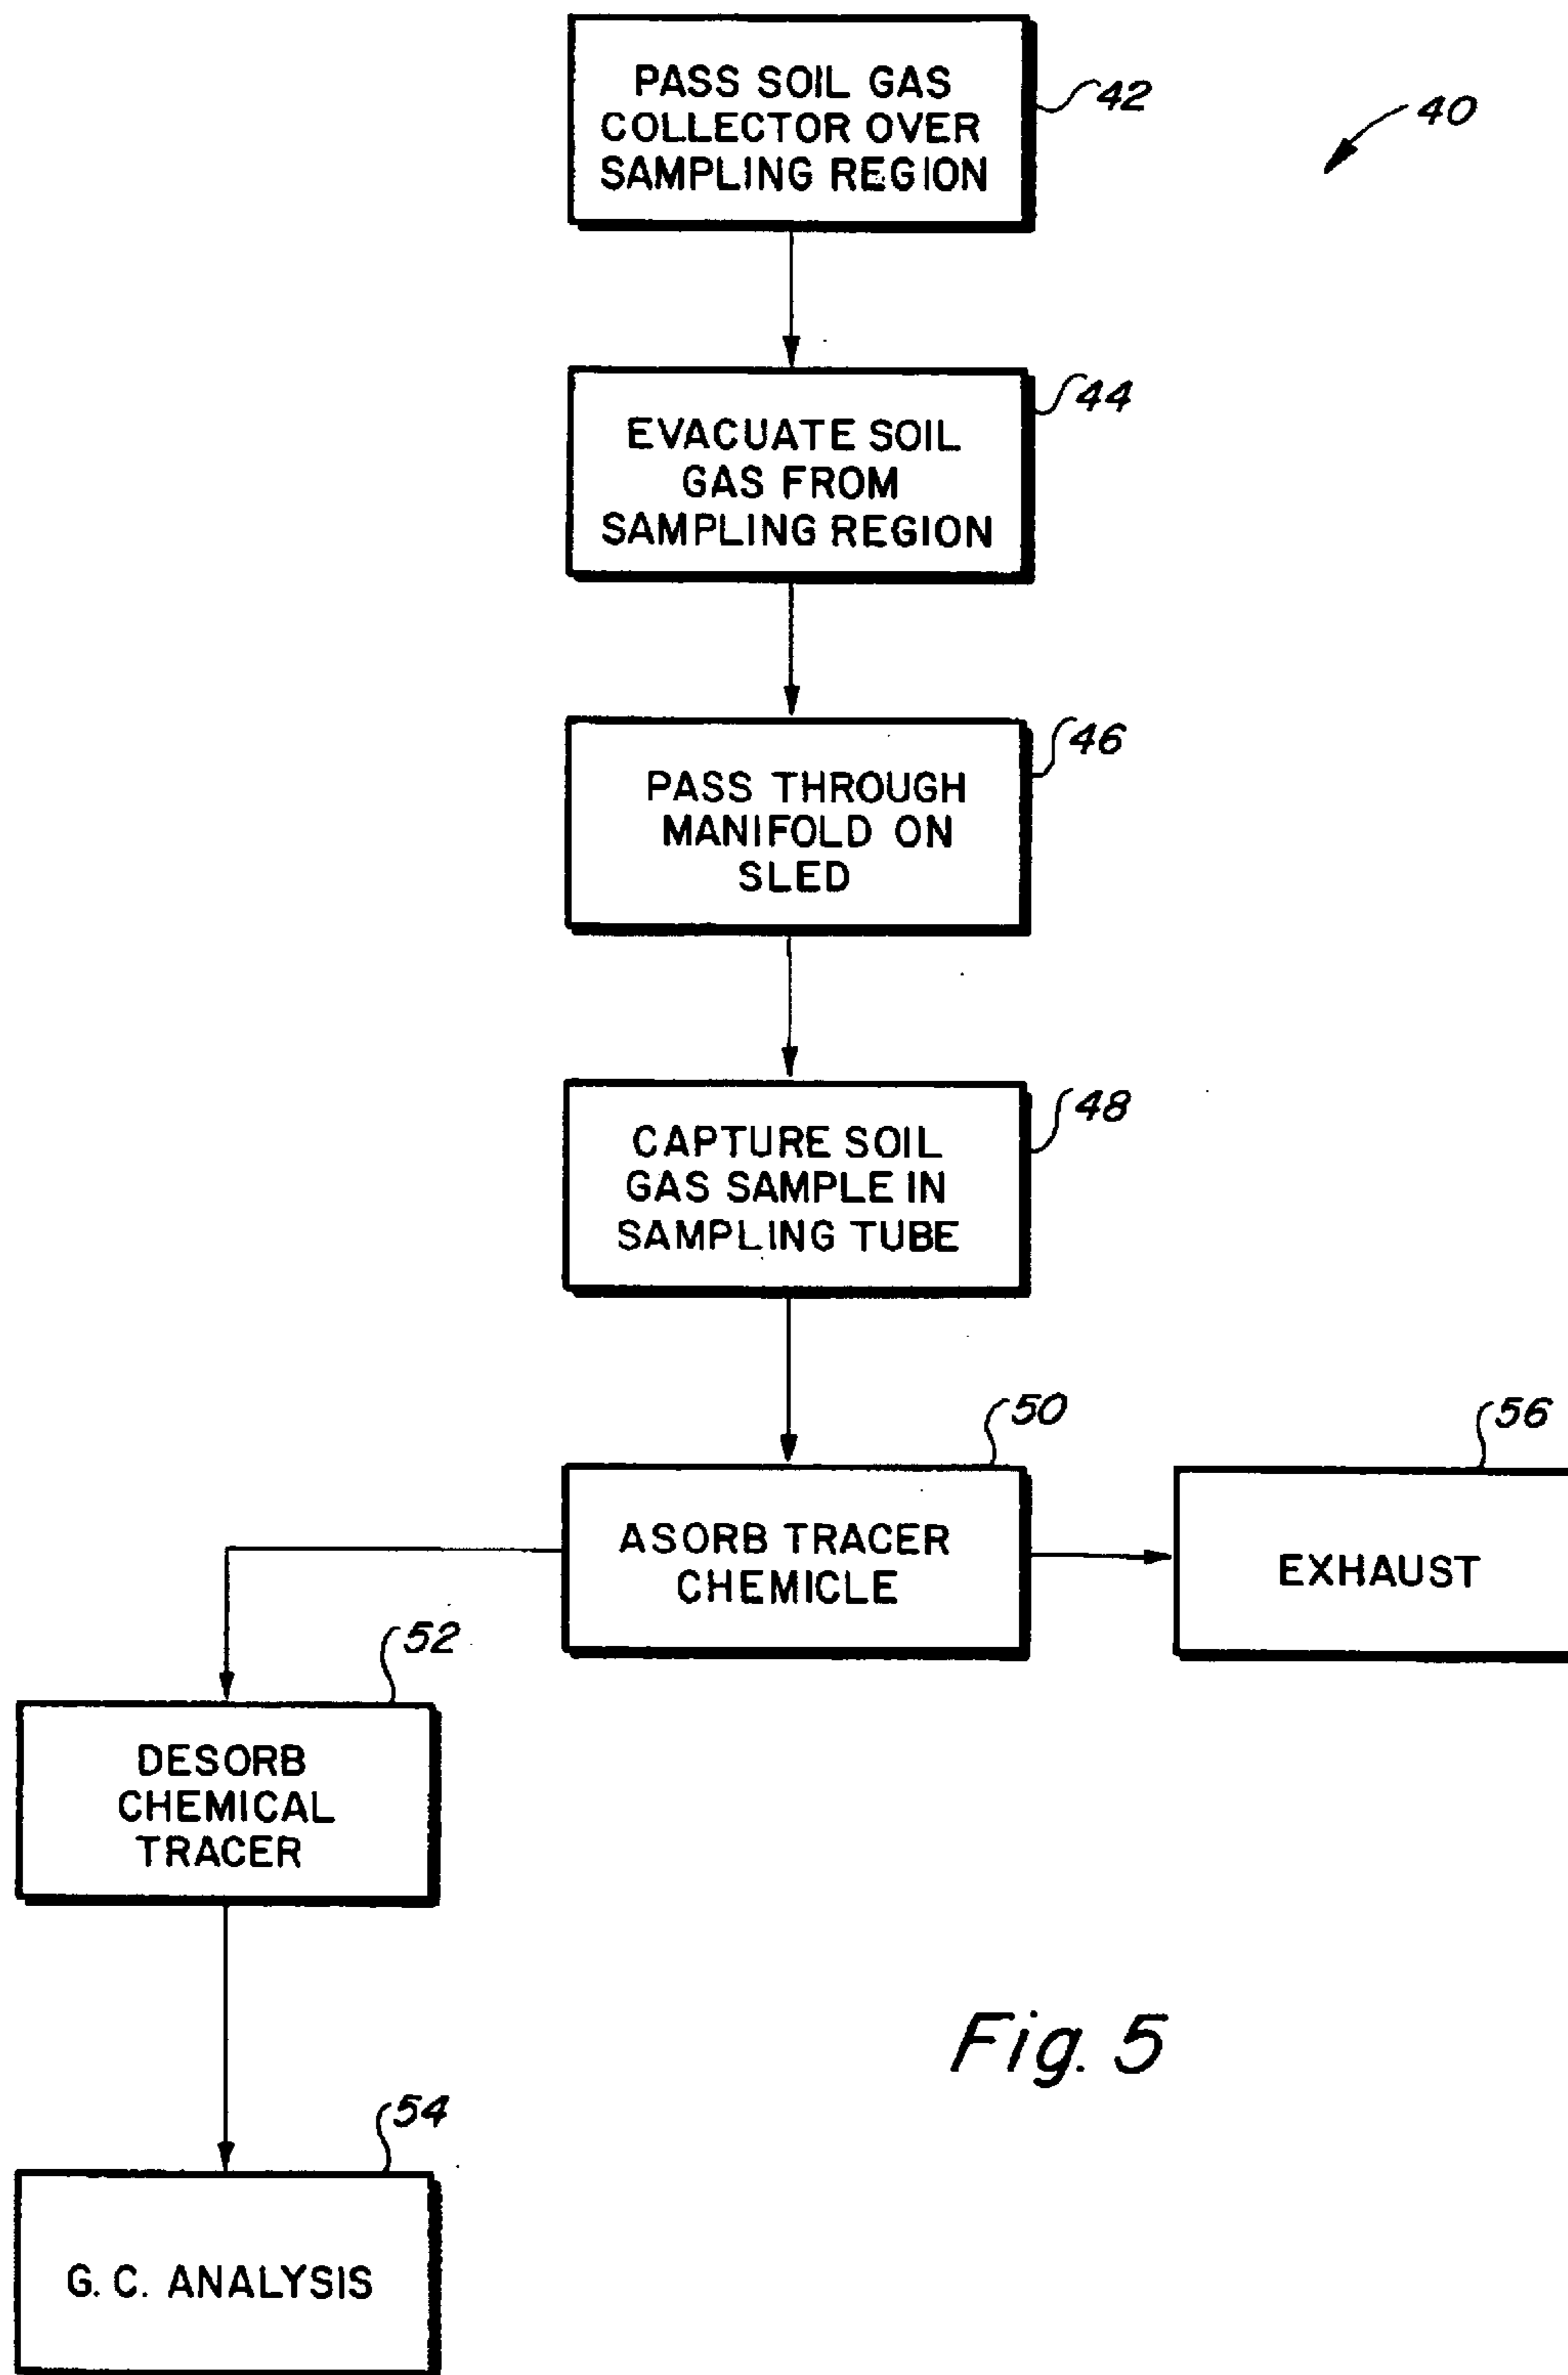 PASS SOIL GAS
COLLECTOR OVER
SAMPLING REGION
42
40
EVACUATE SOIL
GAS FROM
SAMPLING REGION
44
PASS THROUGH
MANIFOLD ON
SLED
46
CAPTURE SOIL
GAS SAMPLE IN
SAMPLING TUBE
48
ASORB TRACER
CHEMICLE
50
EXHAUST
56
DESORB
CHEMICAL
TRACER
52
G. C. ANALYSIS
54
Fig. 5